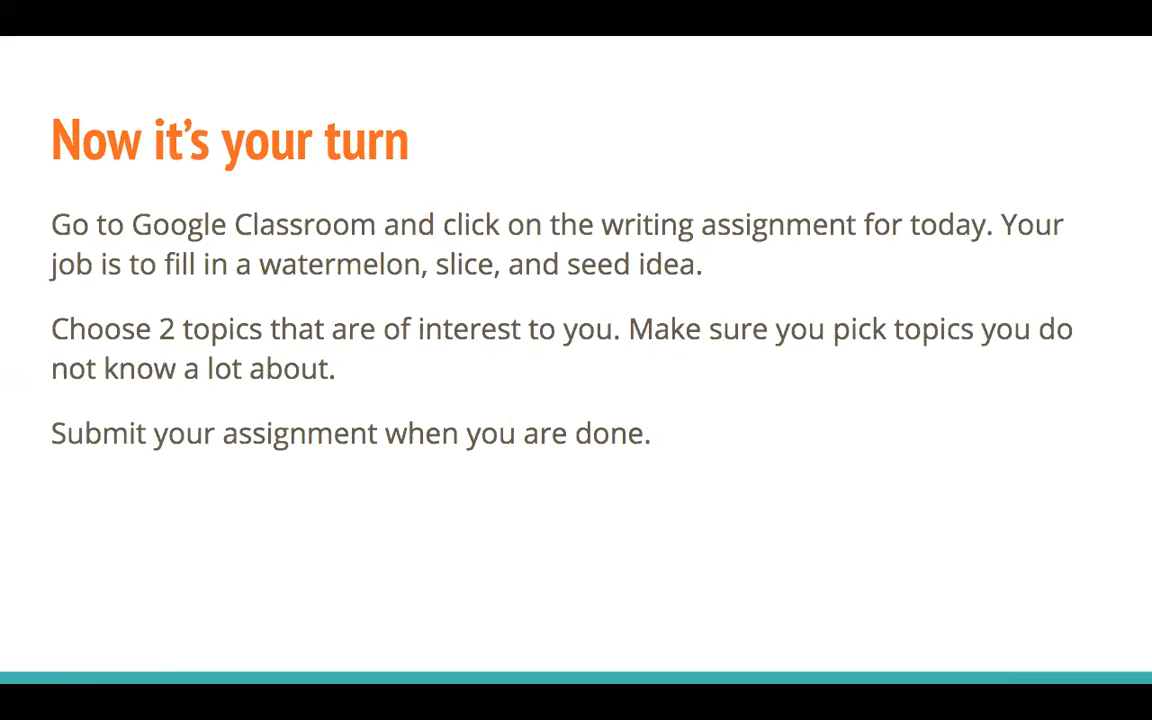 Now it’s your turn
Go to Google Classroom and click on the writing assignment for today. Your
job is to fill in a watermelon, slice, and seed idea.
Choose 2 topics that are of interest to you. Make sure you pick topics you do
not know a lot about.
Submit your assignment when you are done.